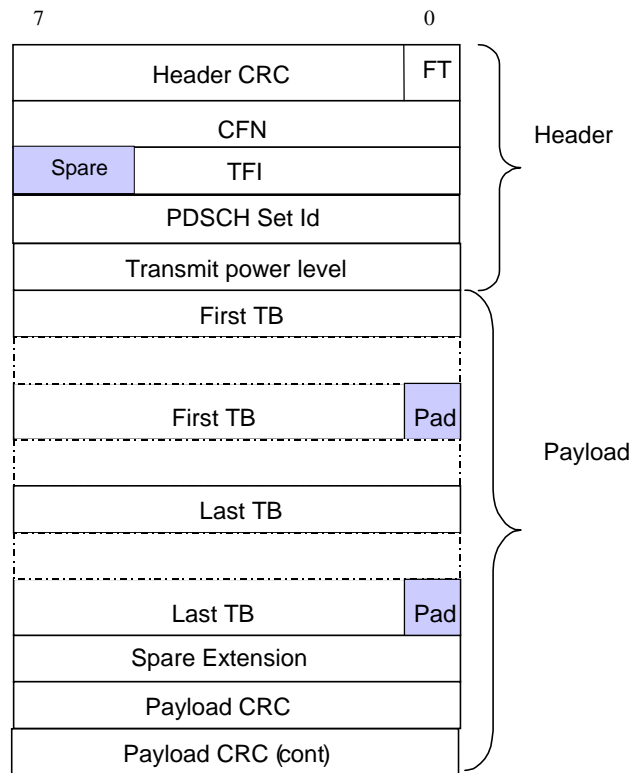 7 0
Header CRC FT
CFN
Header
Spare TFI
PDSCH Set Id
Transmit power level
First TB
First TB Pad
Payload
Last TB
Last TB Pad
Spare Extension
Payload CRC
Payload CRC (cont)